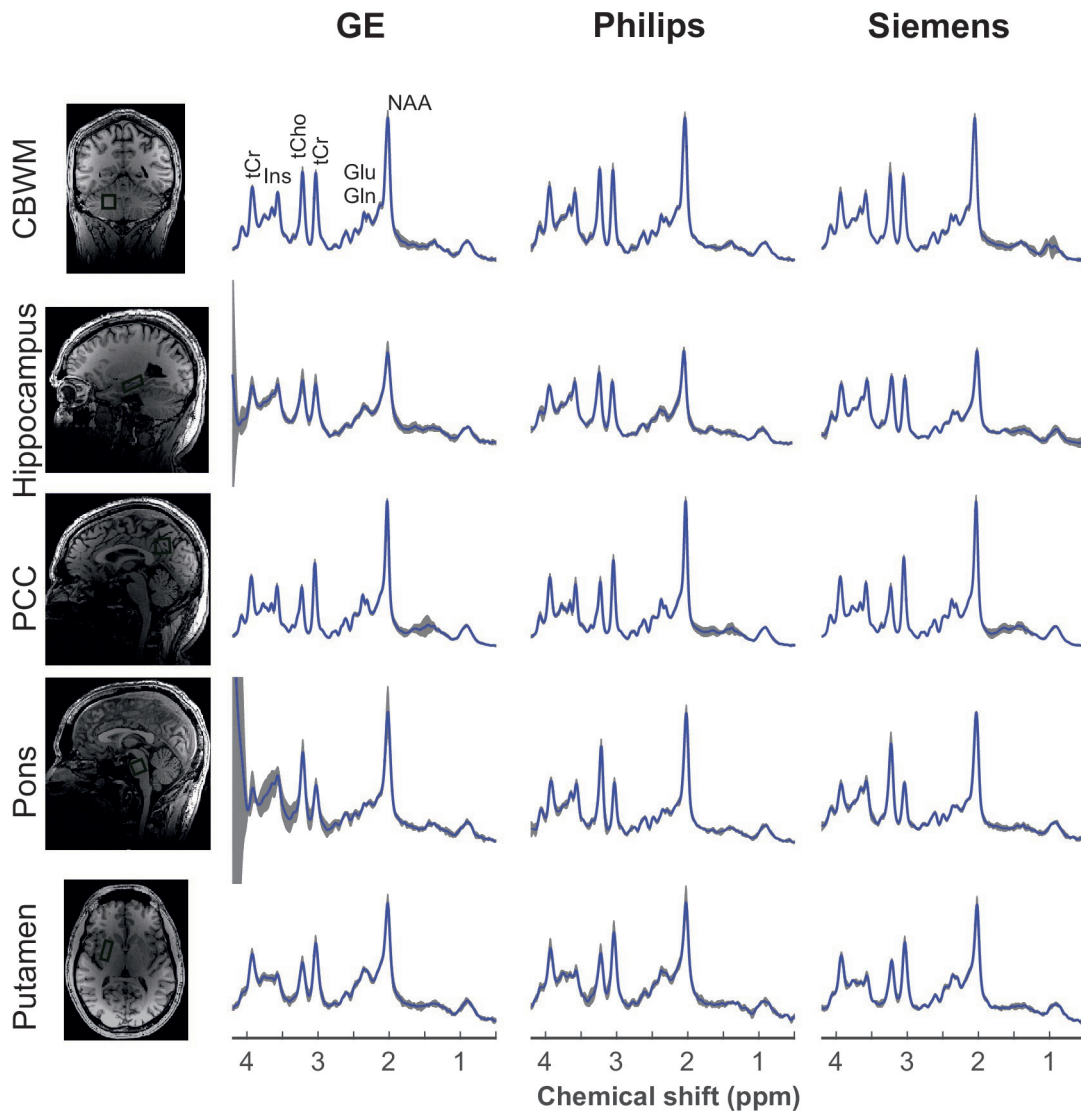 GE Philips Siemens
CBWM
tCr
Ins
tCho
tCr
Glu
Gln
NAA
Hippocampus
PCC
Pons
Putamen
4 3 2 1 4 3 2 1 4 3 2 1
Chemical shift (ppm)